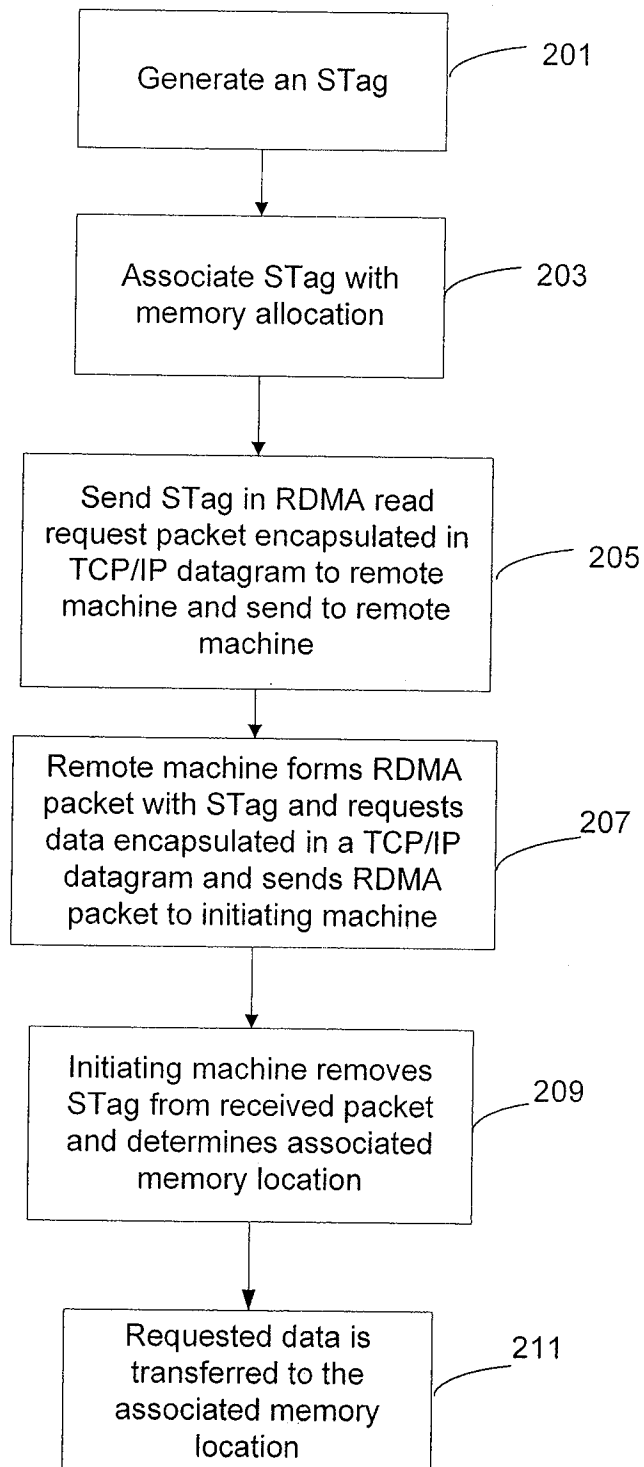 Generate an STag
201
Associate STag with
memory allocation
203
Send STag in RDMA read
request packet encapsulated in
TCP/IP datagram to remote
machine and send to remote
machine
205
Remote machine forms RDMA
packet with STag and requests
data encapsulated in a TCP/IP
datagram and sends RDMA
packet to initiating machine
207
Initiating machine removes
STag from received packet
and determines associated
memory location
209
Requested data is
transferred to the
associated memory
location
211